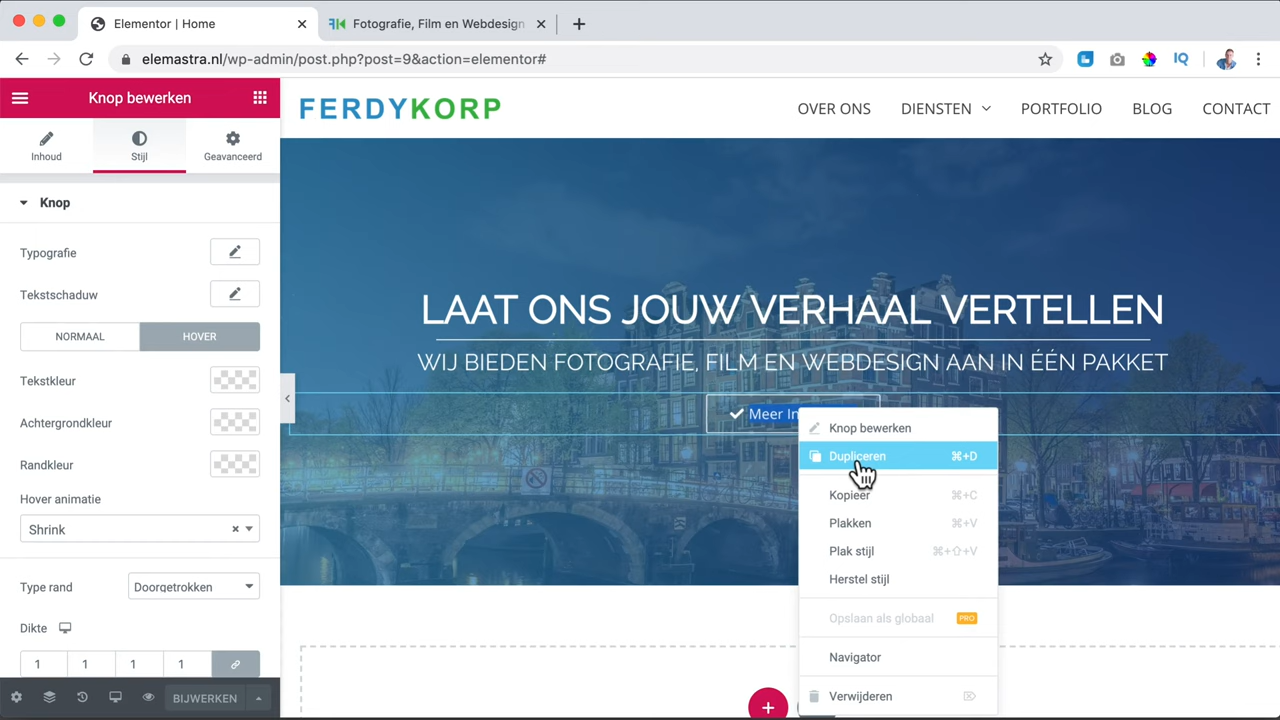 Elementor | Home
Fotografie, Film en Webdesign
elemastra.nl/wp-admin/post.php?post=9&action=elementor#
IQ
Knop bewerken
FERDYKORP
OVER ONS
DIENSTEN
PORTFOLIO
BLOG
CONTACT
Inhoud
Stijl
Geavanceerd
Knop
Typografie
Tekstschaduw
NORMAAL
HOVER
Tekstkleur
Achtergrondkleur
Randkleur
Hover animatie
Shrink
Type rand
Doorgetrokken
Dikte
1 1 1 1
BIJWERKEN
LAAT ONS JOUW VERHAAL VERTELLEN
WIJ BIEDEN FOTOGRAFIE, FILM EN WEBDESIGN AAN IN ÉÉN PAKKET
Meer In
Knop bewerken
Dupliceren ⌘+D
Kopieer ⌘+C
Plakken ⌘+V
Plak stijl ⌘+⇧+V
Herstel stijl
Opslaan als globaal PRO
Navigator
Verwijderen